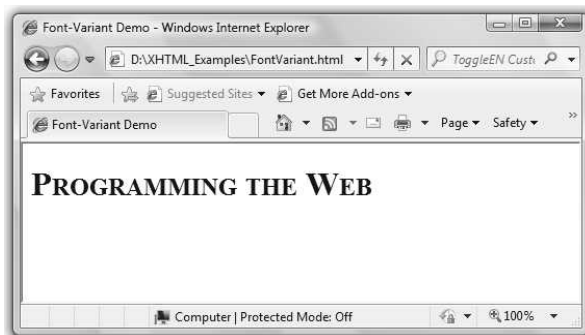 Font-Variant Demo - Windows Internet Explorer
D:\XHTML_Examples\FontVariant.html
ToggleEN Custi
Favorites
Suggested Sites
Get More Add-ons
Font-Variant Demo
Page
Safety
»
PROGRAMMING THE WEB
Computer | Protected Mode: Off
100%